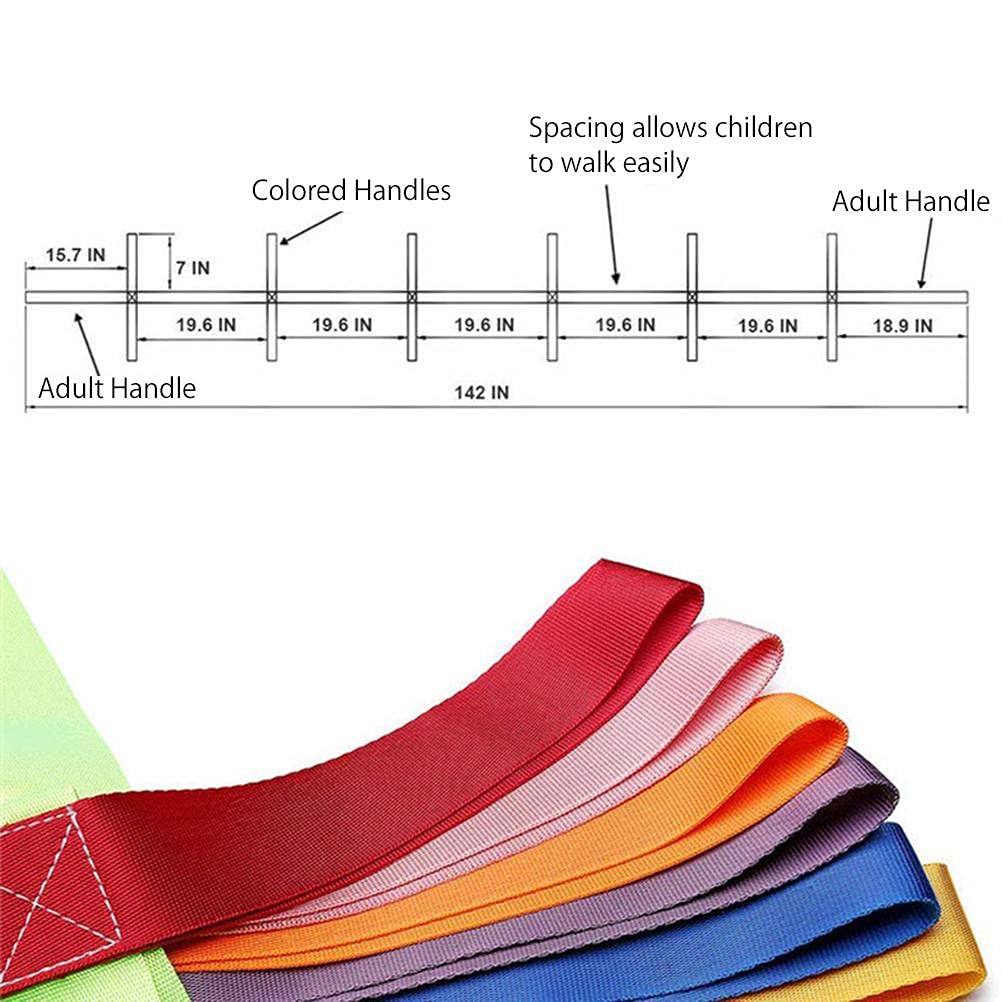 Spacing allows children
to walk easily
Colored Handles
Adult Handle
15.7 IN
7 IN
19.6 IN
19.6 IN
19.6 IN
19.6 IN
19.6 IN
18.9 IN
Adult Handle
142 IN